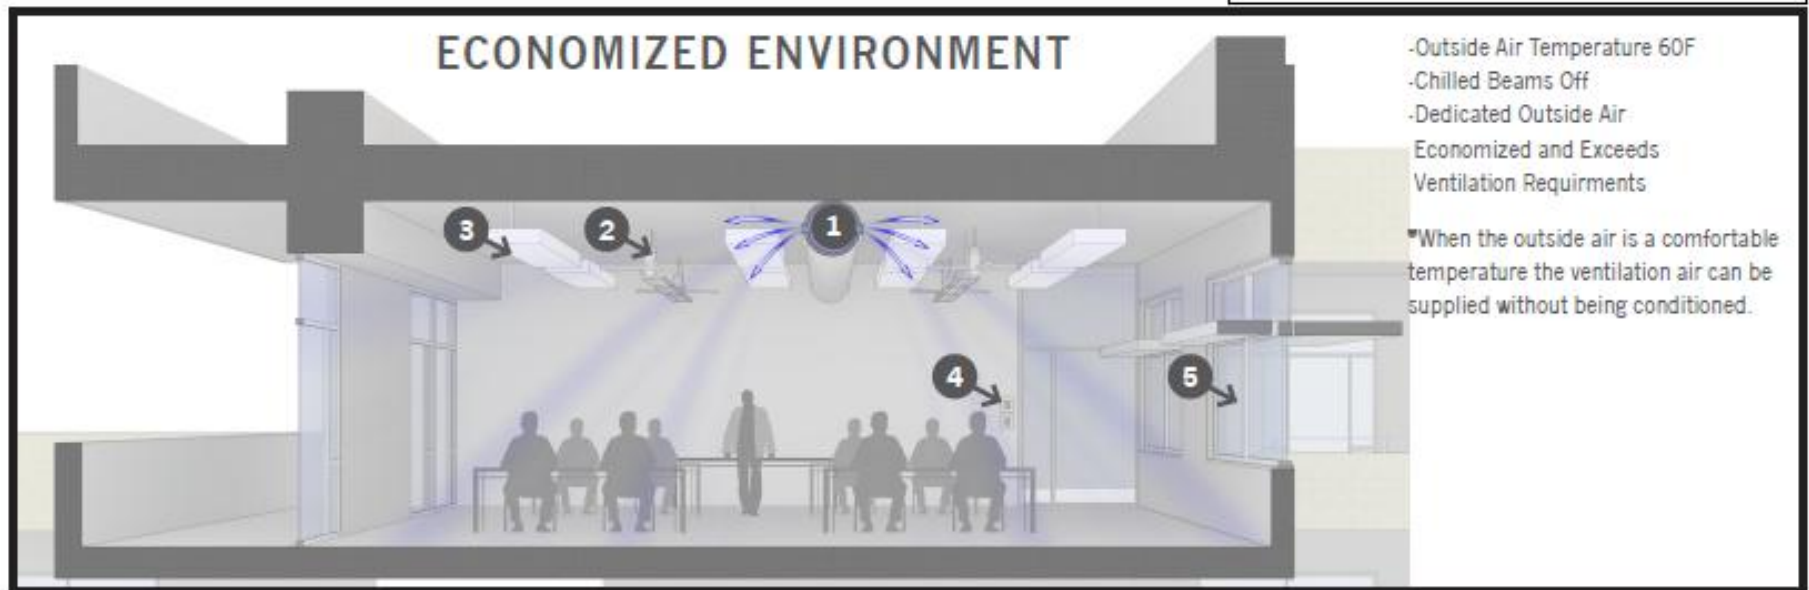 ECONOMIZED ENVIRONMENT
-Outside Air Temperature 60F
-Chilled Beams Off
-Dedicated Outside Air
Economized and Exceeds
Ventilation Requirments
"When the outside air is a comfortable
temperature the ventilation air can be
supplied without being conditioned.
3
2
1
4
5